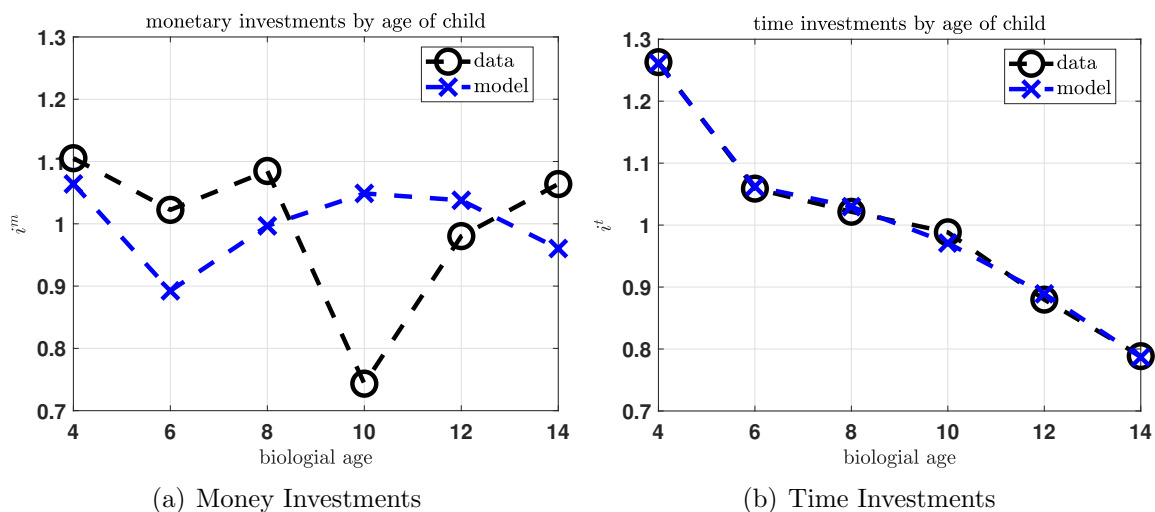 monetary investments by age of child
1.3
1.2
1.1
1
0.9
0.8
0.7
i^m
data
model
4 6 8 10 12 14
biologial age
(a) Money Investments
time investments by age of child
1.3
1.2
1.1
1
0.9
0.8
0.7
i^t
data
model
4 6 8 10 12 14
biologial age
(b) Time Investments